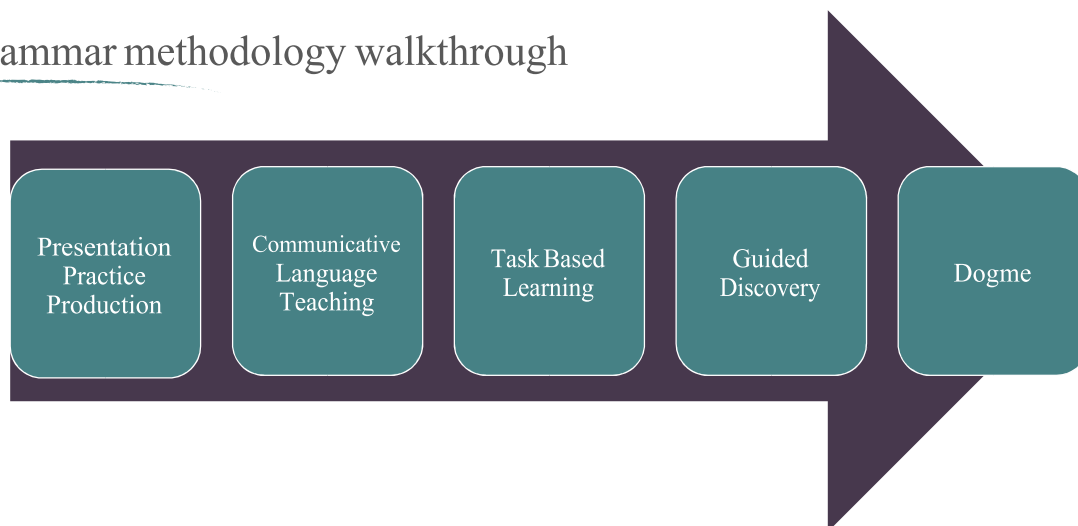 ammar methodology walkthrough
Presentation
Practice
Production
Communicative
Language
Teaching
Task Based
Learning
Guided
Discovery
Dogme